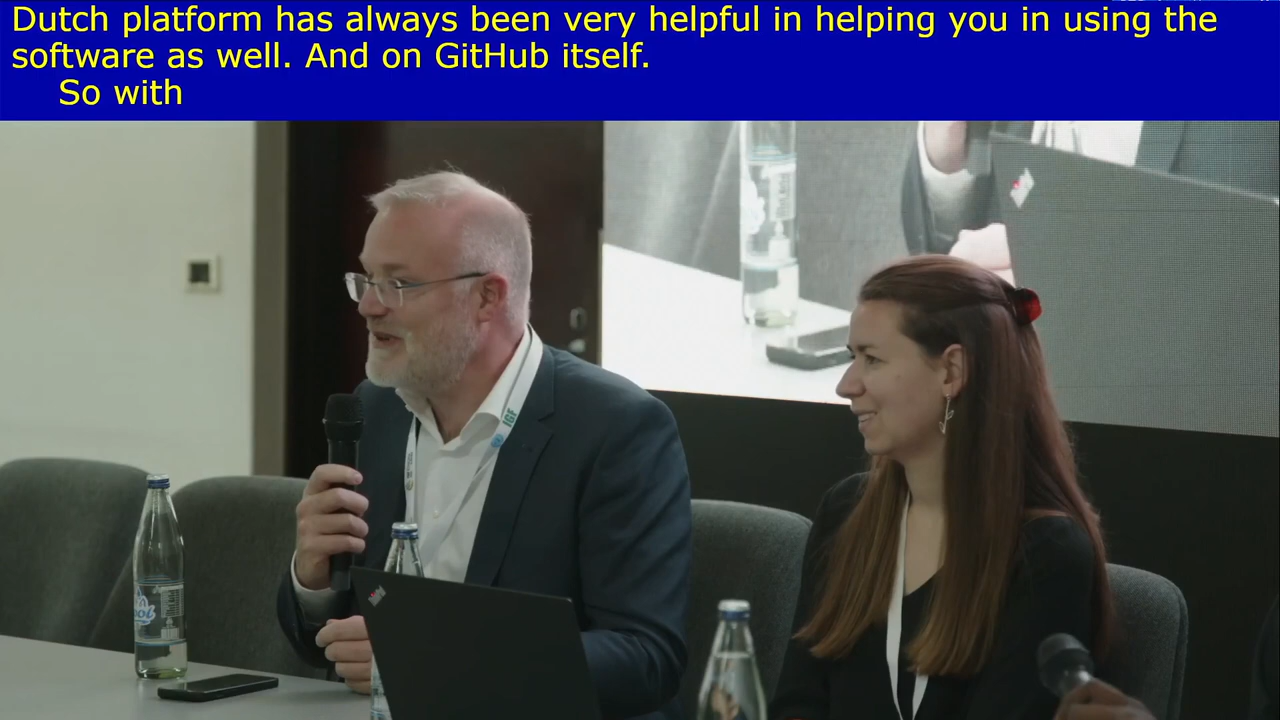 Dutch platform has always been very helpful in helping you in using the
software as well. And on GitHub itself.
So with
IGF